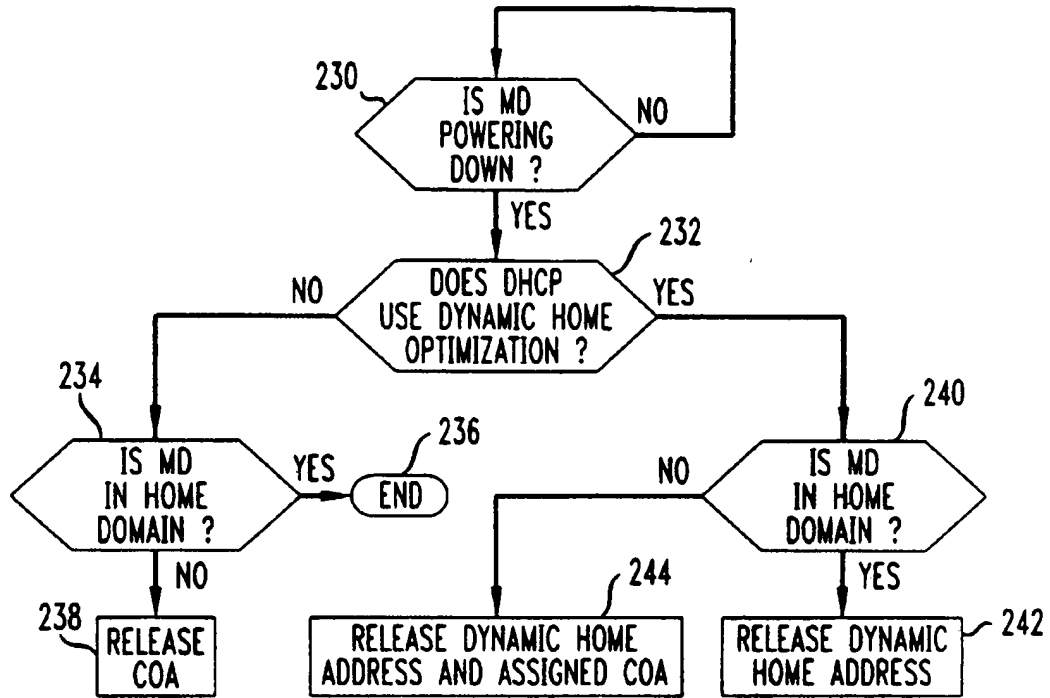 230
IS MD
POWERING
DOWN ?
NO
YES
232
DOES DHCP
USE DYNAMIC HOME
OPTIMIZATION ?
NO
YES
234
IS MD
IN HOME
DOMAIN ?
YES
236
END
NO
238
RELEASE
COA
240
IS MD
IN HOME
DOMAIN ?
NO
YES
244
RELEASE DYNAMIC HOME
ADDRESS AND ASSIGNED COA
242
RELEASE DYNAMIC
HOME ADDRESS